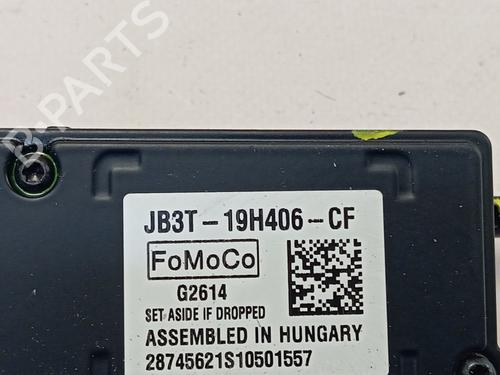 B-PARTS
JB3T-19H406-CF
FoMoCo
G2614
SET ASIDE IF DROPPED
ASSEMBLED IN HUNGARY
28745621S10501557